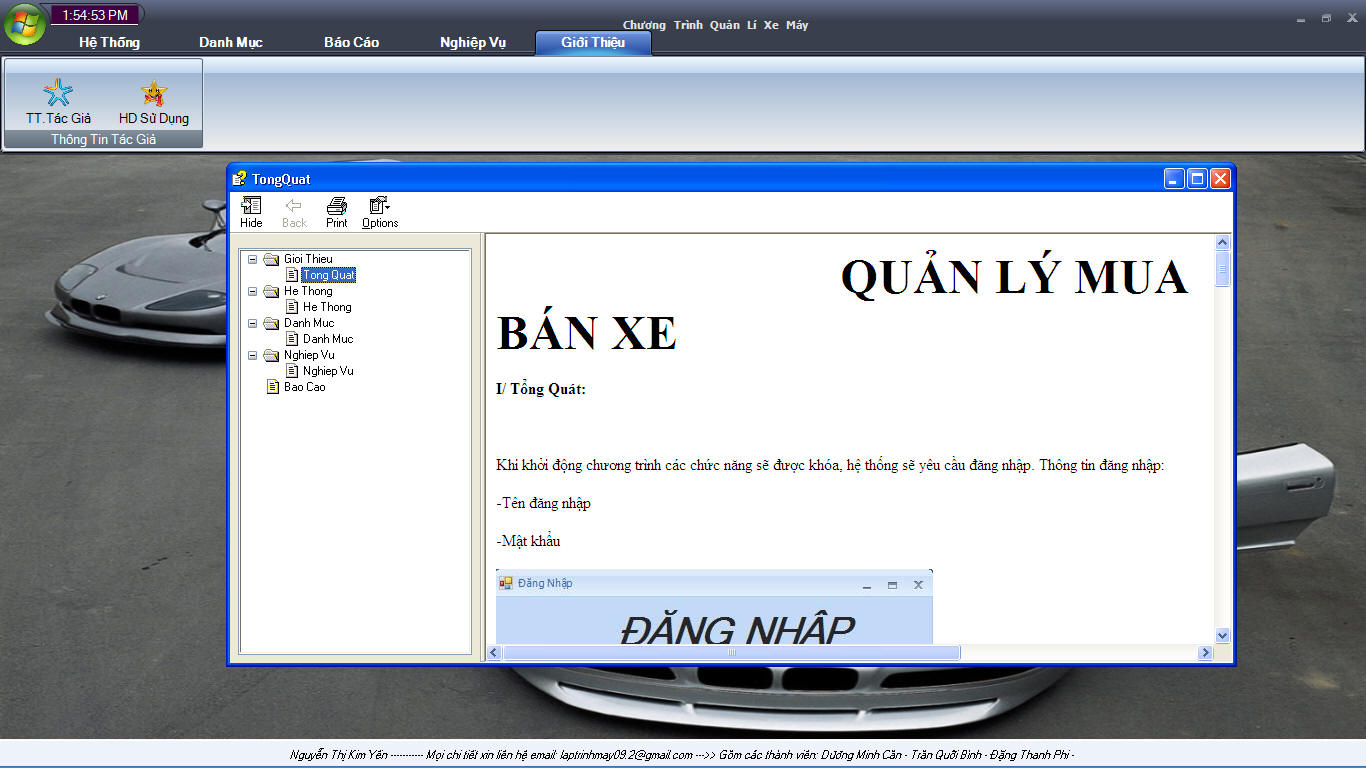 1:54:53 PM
Chương Trình Quản Lí Xe Máy
Hệ Thống Danh Mục Báo Cáo Nghiệp Vụ Giới Thiệu
TT.Tác Giả HD Sử Dụng
Thông Tin Tác Giả
TongQuat
Hide Back Print Options
Gioi Thieu
Tong Quat
He Thong
He Thong
Danh Muc
Danh Muc
Nghiep Vu
Nghiep Vu
Bao Cao
QUẢN LÝ MUA
BÁN XE
I/ Tổng Quát:
Khi khởi động chương trình các chức năng sẽ được khóa, hệ thống sẽ yêu cầu đăng nhập. Thông tin đăng nhập:
-Tên đăng nhập
-Mật khẩu
Đăng Nhập
ĐĂNG NHẬP
Nguyễn Thị Kim Yến ----------- Mọi chi tiết xin liên hệ email: laptrinhmay09.2@gmail.com --->> Gồm các thành viên: Dương Minh Cần - Trần Quỡi Bình - Đặng Thanh Phi -